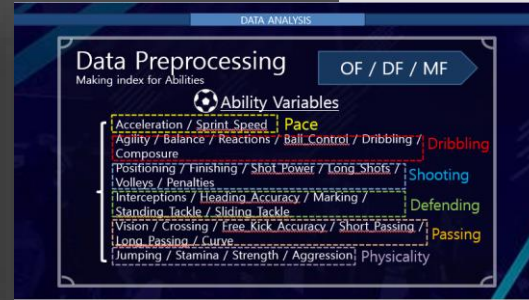 DATA ANALYSIS
Data Preprocessing
Making index for Abilities
OF / DF / MF
Ability Variables
Acceleration / Sprint Speed
Pace
Agility / Balance / Reactions / Ball Control / Dribbling /
Composure
Dribbling
Positioning / Finishing / Shot Power / Long Shots /
Volleys / Penalties
Shooting
Interceptions / Heading Accuracy / Marking /
Standing Tackle / Sliding Tackle
Defending
Vision / Crossing / Free Kick Accuracy / Short Passing /
Long Passing / Curve
Passing
Jumping / Stamina / Strength / Aggression
Physicality